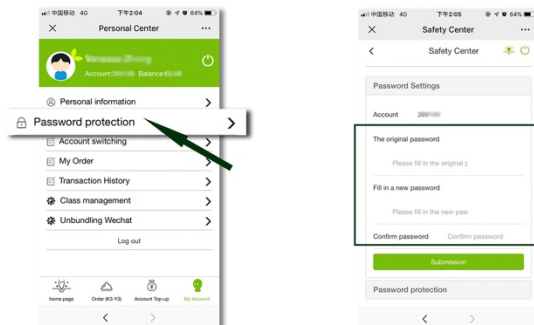 中国移动 4G 下午2:04 64%
Personal Center
Account: Balance:
Personal information
Password protection
Account switching
My Order
Transaction History
Class management
Unbundling Wechat
Log out
home page Order (K3-Y13) Account Top-up My Account
中国移动 4G 下午2:05 64%
Safety Center
Safety Center
Password Settings
Account
The original password
Please fill in the original
Fill in a new password
Please fill in the new pass
Confirm password Confirm password
Submission
Password protection